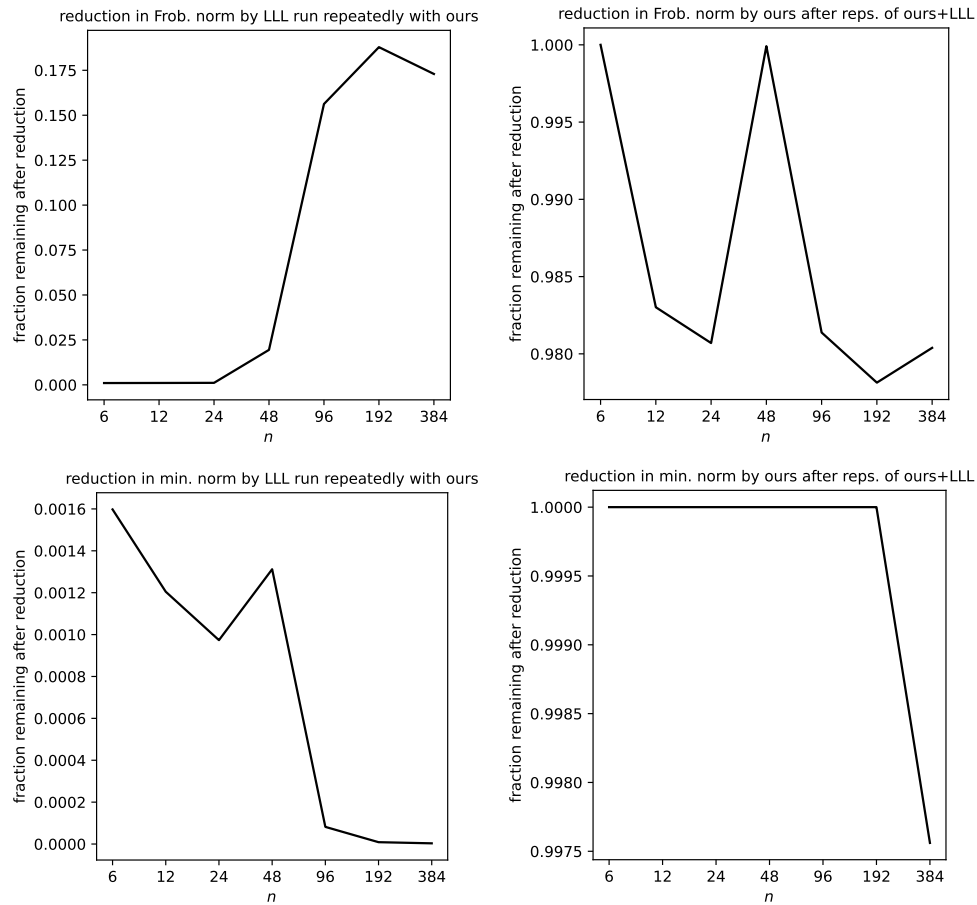 reduction in Frob. norm by LLL run repeatedly with ours
fraction remaining after reduction
0.175
0.150
0.125
0.100
0.075
0.050
0.025
0.000
6 12 24 48 96 192 384
n
reduction in Frob. norm by ours after reps. of ours+LLL
fraction remaining after reduction
1.000
0.995
0.990
0.985
0.980
6 12 24 48 96 192 384
n
reduction in min. norm by LLL run repeatedly with ours
fraction remaining after reduction
0.0016
0.0014
0.0012
0.0010
0.0008
0.0006
0.0004
0.0002
0.0000
6 12 24 48 96 192 384
n
reduction in min. norm by ours after reps. of ours+LLL
fraction remaining after reduction
1.0000
0.9995
0.9990
0.9985
0.9980
0.9975
6 12 24 48 96 192 384
n